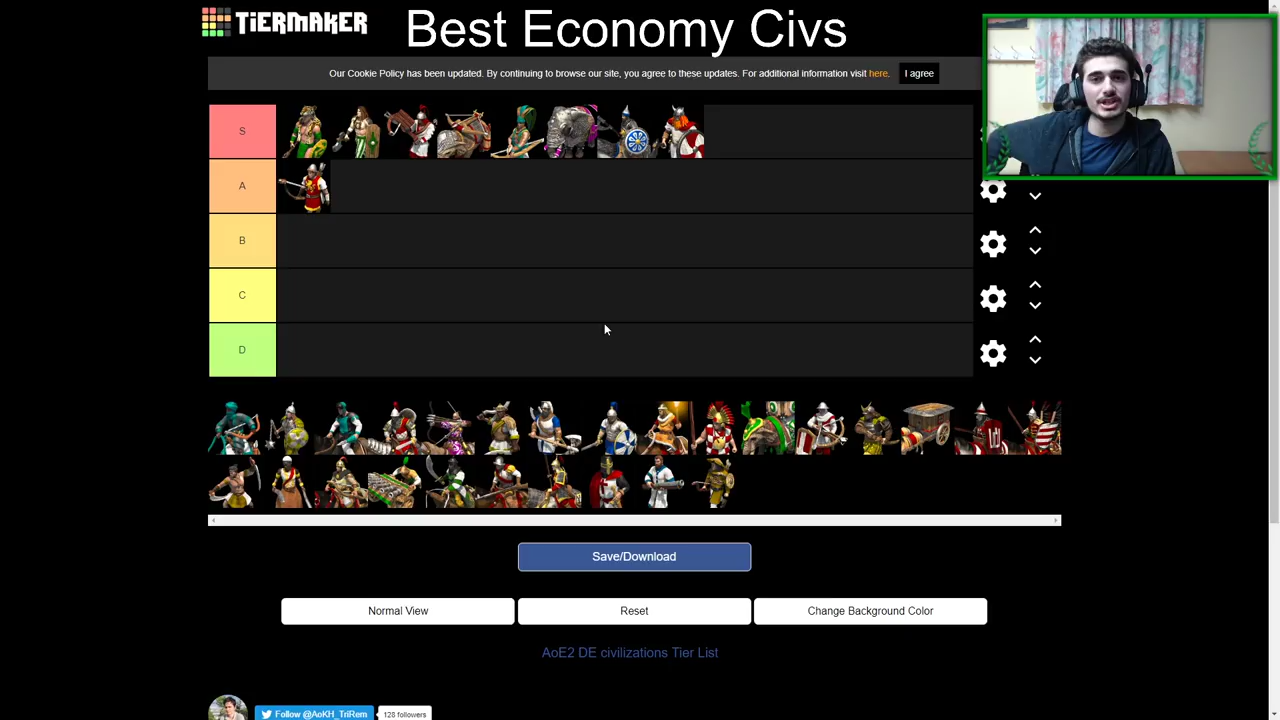 TIERMAKER
Best Economy Civs
Our Cookie Policy has been updated. By continuing to browse our site, you agree to these updates. For additional information visit here.
I agree
S
A
B
C
D
Save/Download
Normal View
Reset
Change Background Color
AoE2 DE civilizations Tier List
Follow @AoKH_TriRem
128 followers